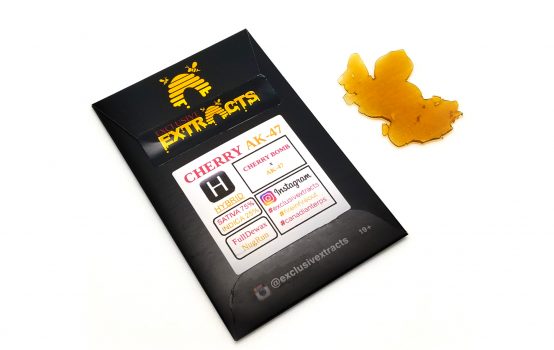 EXCLUSIVE
EXTRACTS
CHERRY AK-47
H
HYBRID
SATIVA 75%
INDICA 25%
FullDewax
NugRun
CHERRY BOMB
x
AK-47
Instagram
#exclusivextracts
#canadianterps
@exclusivextracts
19+